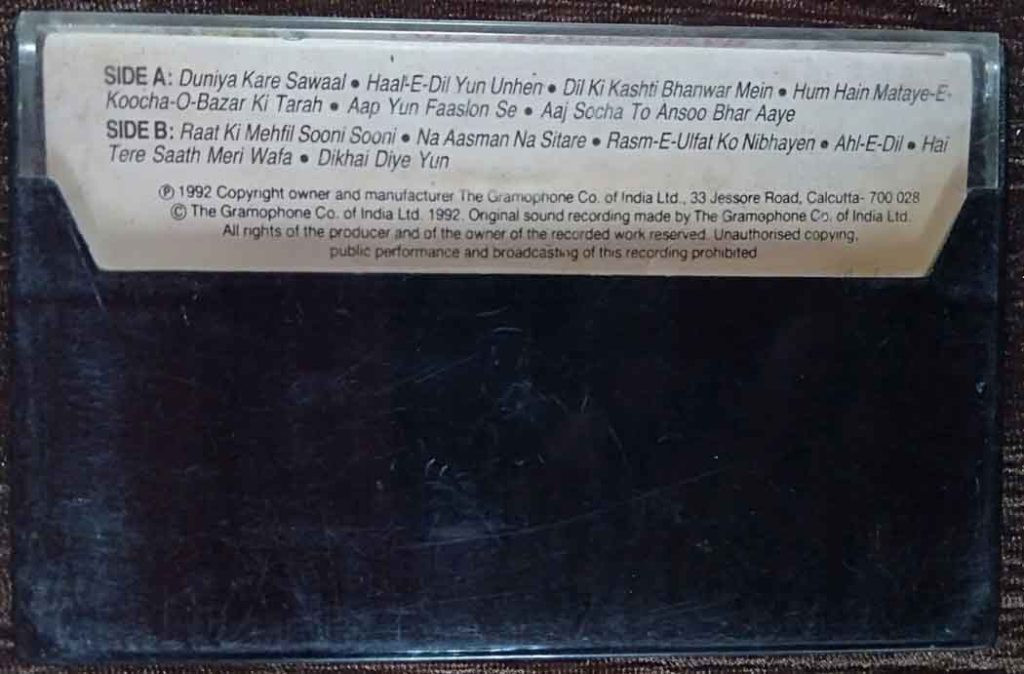 SIDE A: Duniya Kare Sawaal • Haal-E-Dil Yun Unhen • Dil Ki Kashti Bhanwar Mein • Hum Hain Mataye-E-
Koocha-O-Bazar Ki Tarah • Aap Yun Faaslon Se • Aaj Socha To Ansoo Bhar Aaye
SIDE B: Raat Ki Mehfil Sooni Sooni • Na Aasman Na Sitare • Rasm-E-Ulfat Ko Nibhayen • Ahl-E-Dil • Hai
Tere Saath Meri Wafa • Dikhai Diye Yun
℗ 1992 Copyright owner and manufacturer The Gramophone Co. of India Ltd., 33 Jessore Road, Calcutta- 700 028
© The Gramophone Co. of India Ltd. 1992. Original sound recording made by The Gramophone Co. of India Ltd.
All rights of the producer and of the owner of the recorded work reserved. Unauthorised copying,
public performance and broadcasting of this recording prohibited